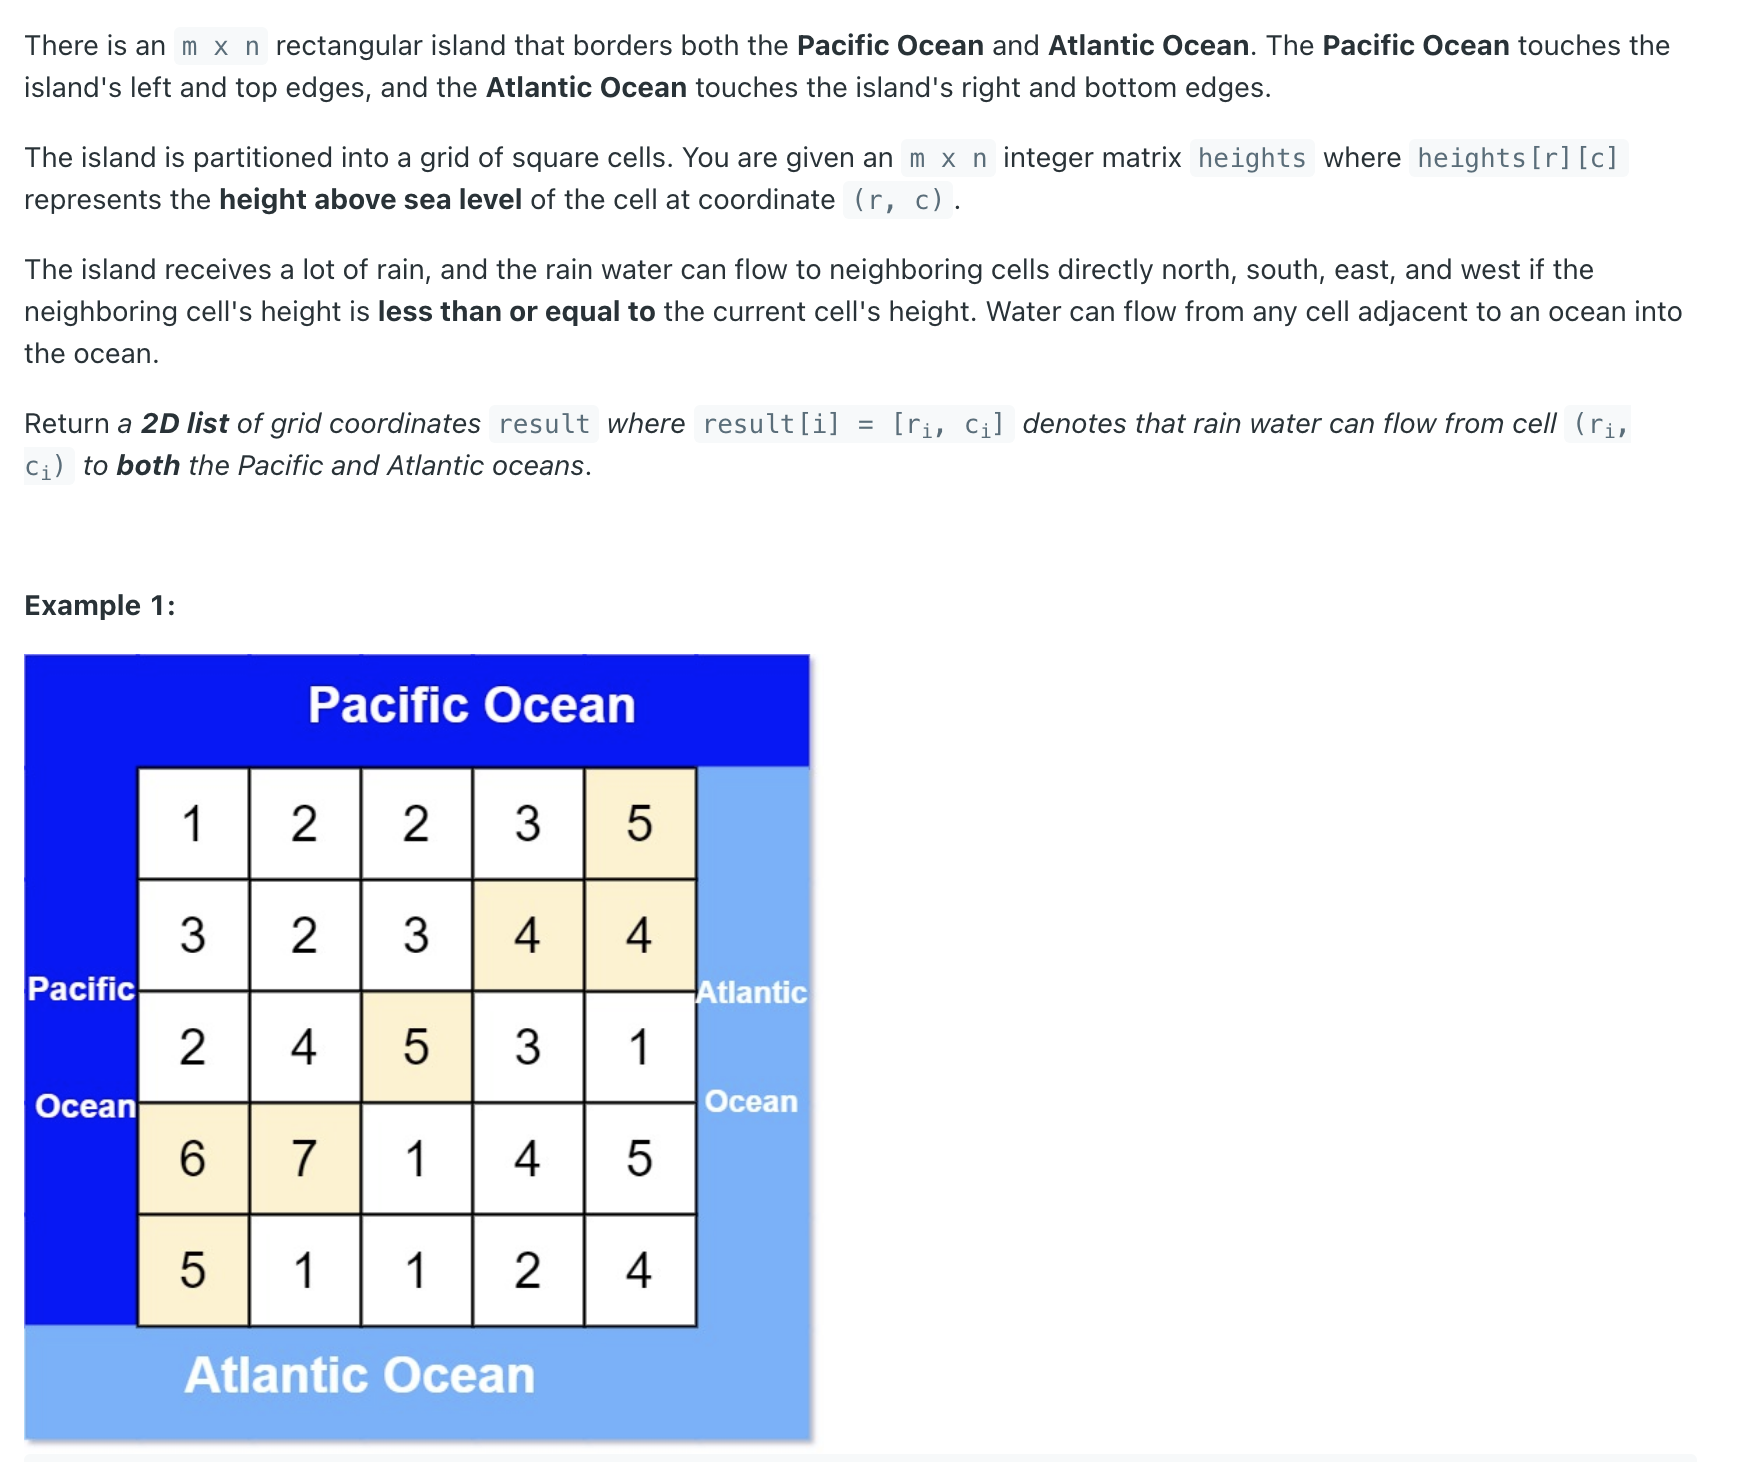 There is an m x n rectangular island that borders both the Pacific Ocean and Atlantic Ocean. The Pacific Ocean touches the
island's left and top edges, and the Atlantic Ocean touches the island's right and bottom edges.
The island is partitioned into a grid of square cells. You are given an m x n integer matrix heights where heights[r][c]
represents the height above sea level of the cell at coordinate (r, c).
The island receives a lot of rain, and the rain water can flow to neighboring cells directly north, south, east, and west if the
neighboring cell's height is less than or equal to the current cell's height. Water can flow from any cell adjacent to an ocean into
the ocean.
Return a 2D list of grid coordinates result where result[i] = [ri, ci] denotes that rain water can flow from cell (ri,
ci) to both the Pacific and Atlantic oceans.
Example 1:
Pacific Ocean
1 2 2 3 5
3 2 3 4 4
Pacific Atlantic
2 4 5 3 1
Ocean Ocean
6 7 1 4 5
5 1 1 2 4
Atlantic Ocean